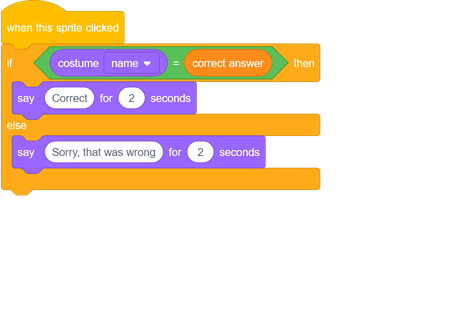 when this sprite clicked
if costume name = correct answer then
say Correct for 2 seconds
else
say Sorry, that was wrong for 2 seconds